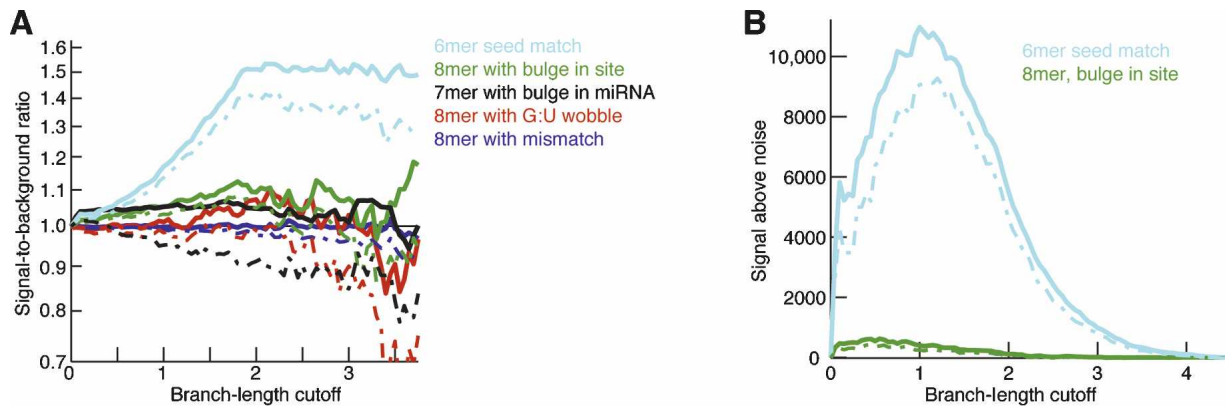 A
Signal-to-background ratio
1.6
1.5
1.4
1.3
1.2
1.1
1.0
0.9
0.8
0.7
0
1
2
3
Branch-length cutoff
6mer seed match
8mer with bulge in site
7mer with bulge in miRNA
8mer with G:U wobble
8mer with mismatch
B
Signal above noise
10,000
8000
6000
4000
2000
0
0
1
2
3
4
Branch-length cutoff
6mer seed match
8mer, bulge in site